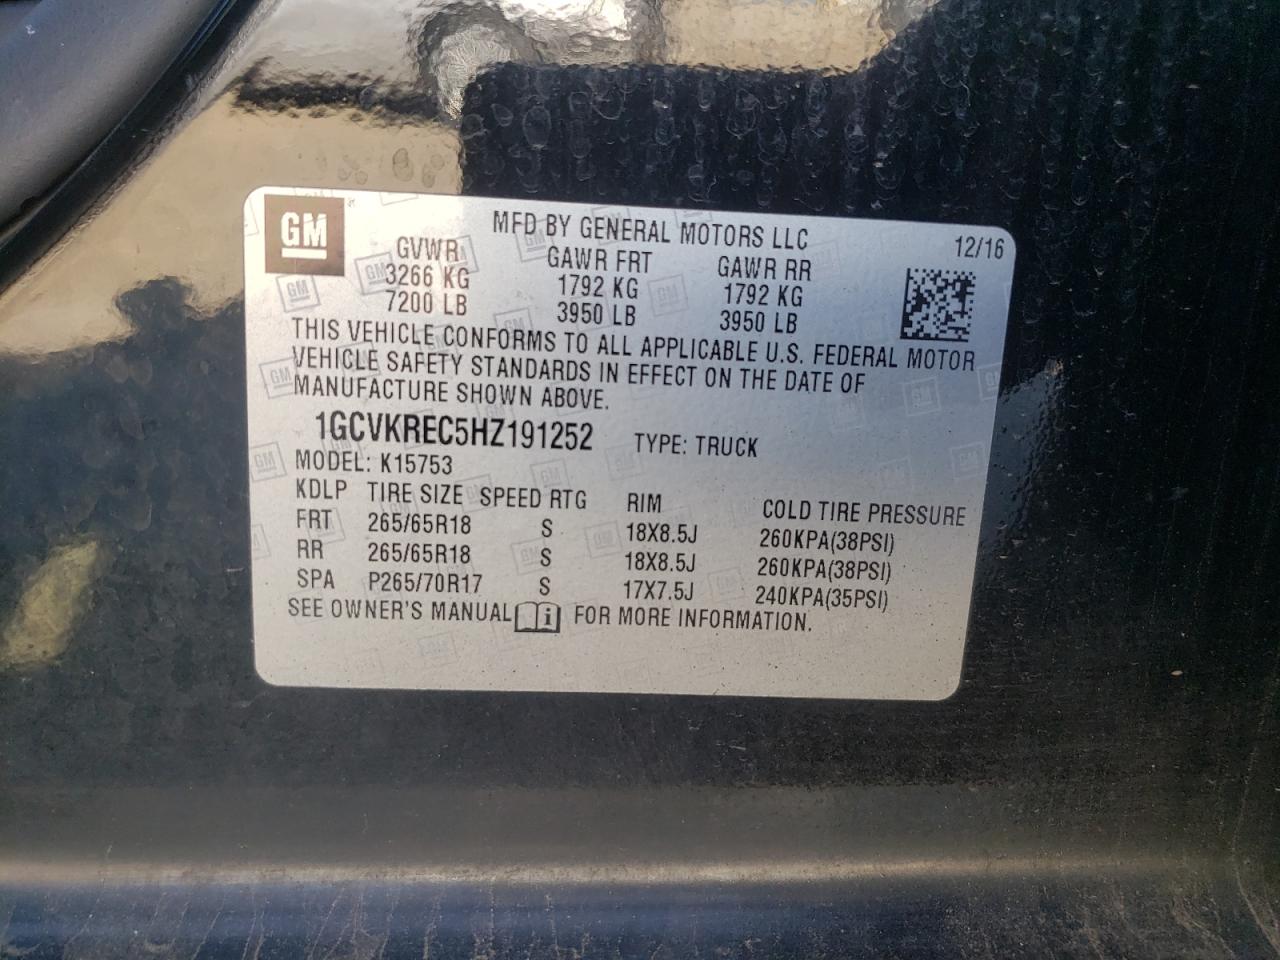 GM
MFD BY GENERAL MOTORS LLC 12/16
GVWR GAWR FRT GAWR RR
3266 KG 1792 KG 1792 KG
7200 LB 3950 LB 3950 LB
THIS VEHICLE CONFORMS TO ALL APPLICABLE U.S. FEDERAL MOTOR
VEHICLE SAFETY STANDARDS IN EFFECT ON THE DATE OF
MANUFACTURE SHOWN ABOVE.
1GCVKREC5HZ191252 TYPE: TRUCK
MODEL: K15753
KDLP TIRE SIZE SPEED RTG RIM COLD TIRE PRESSURE
FRT 265/65R18 S 18X8.5J 260KPA(38PSI)
RR 265/65R18 S 18X8.5J 260KPA(38PSI)
SPA P265/70R17 S 17X7.5J 240KPA(35PSI)
SEE OWNER'S MANUAL i FOR MORE INFORMATION.